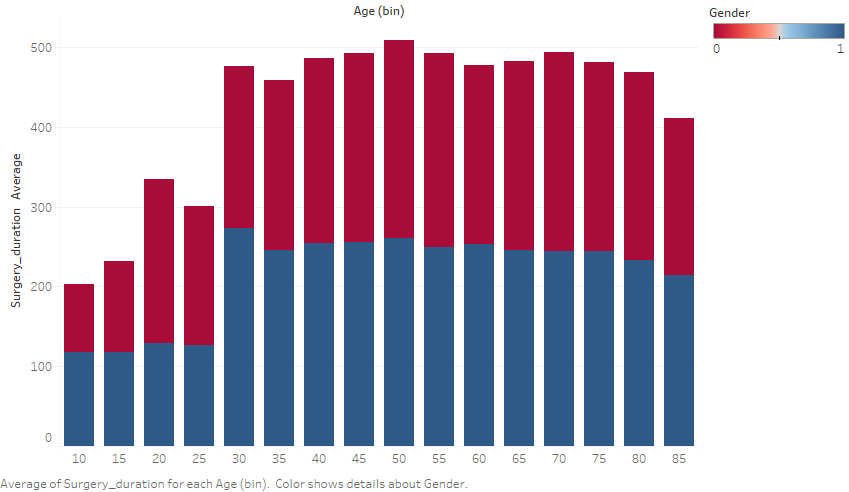 Age (bin)
Gender
0 1
500
400
300
200
100
0
Surgery_duration Average
10 15 20 25 30 35 40 45 50 55 60 65 70 75 80 85
Average of Surgery_duration for each Age (bin). Color shows details about Gender.